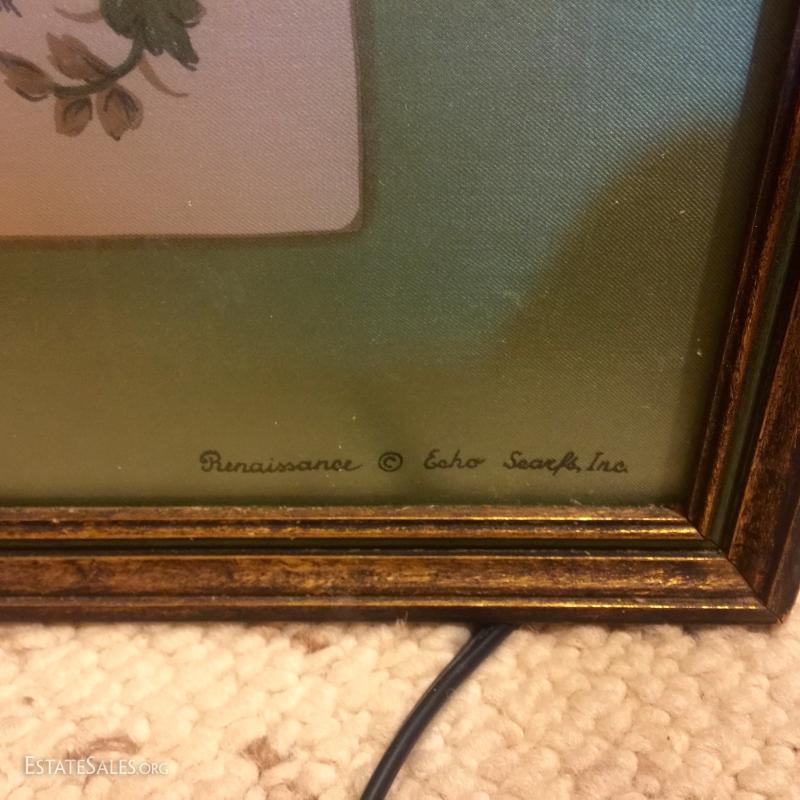 Renaissance © Echo Scarfs, Inc.
ESTATESALES.ORG